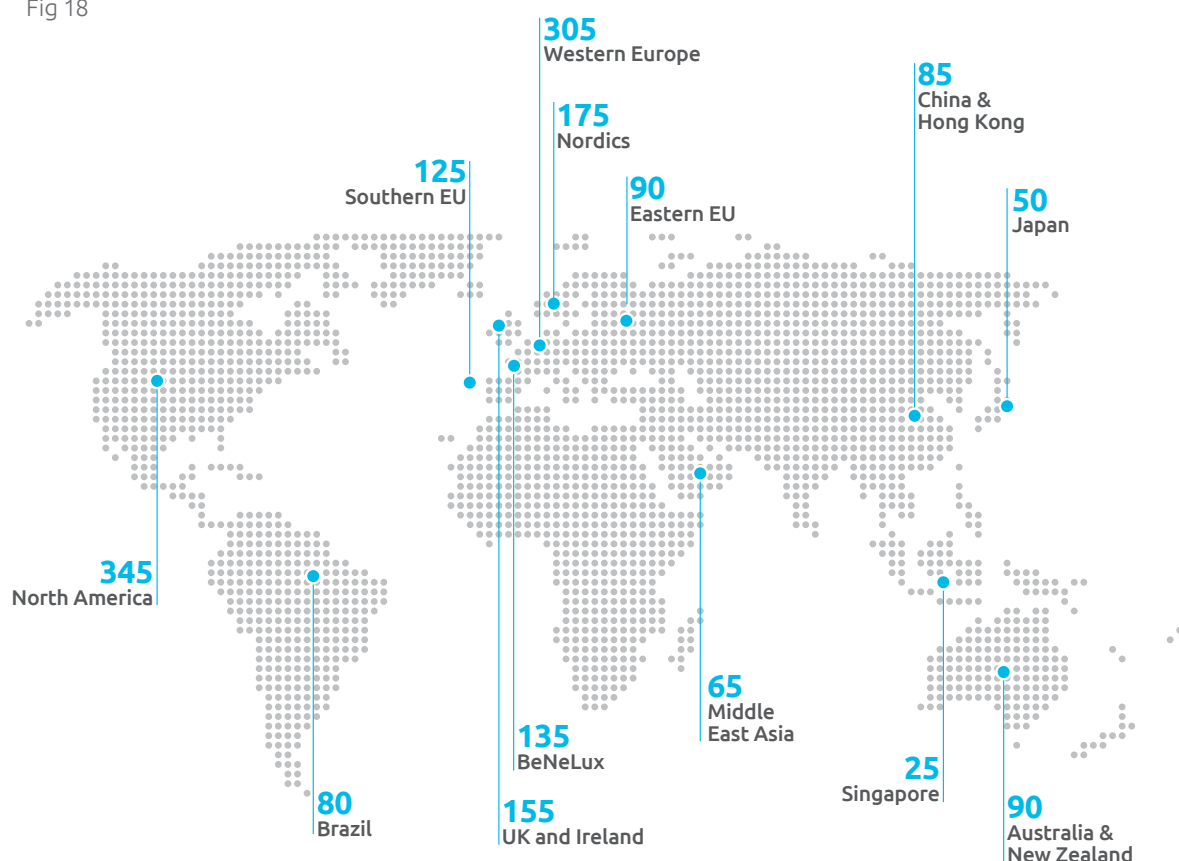 Fig 18
305
Western Europe
85
China &
Hong Kong
175
Nordics
125
Southern EU
90
Eastern EU
50
Japan
345
North America
65
Middle
East Asia
135
BeNeLux
25
Singapore
80
Brazil
155
UK and Ireland
90
Australia &
New Zealand